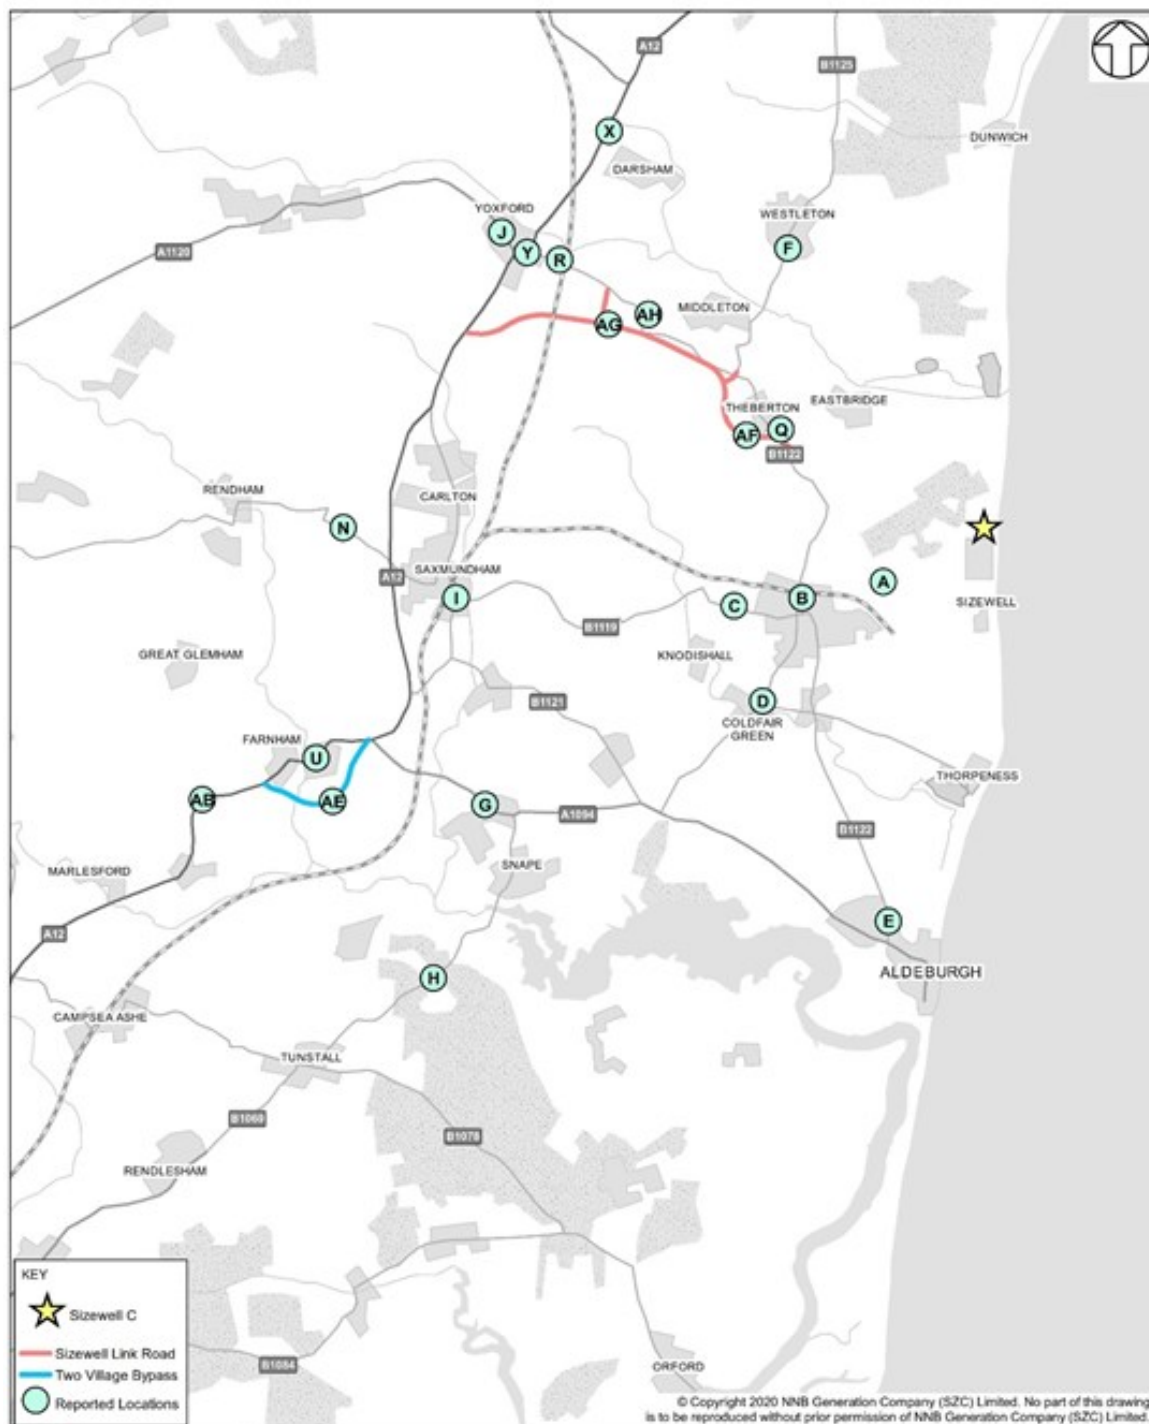 A12
B1125
X
DUNWICH
DARSHAM
YOXFORD
WESTLETON
J
Y
R
F
A1120
MIDDLETON
AH
AG
EASTBRIDGE
THEBERTON
AF
Q
B1122
RENDHAM
CARLTON
N
SAXMUNDHAM
A12
A
I
C
B
SIZEWELL
B1119
GREAT GLEMHAM
KNODISHALL
B1121
D
COLDFAIR
GREEN
FARNHAM
U
THORPENESS
AB
AE
G
A1094
B1122
SNAPE
MARLESFORD
E
A12
ALDEBURGH
H
CAMPSEA ASHE
TUNSTALL
B1060
B1078
RENDLESHAM
KEY
Sizewell C
Sizewell Link Road
Two Village Bypass
Reported Locations
B1084
ORFORD
© Copyright 2020 NNB Generation Company (SZC) Limited. No part of this drawing
is to be reproduced without prior permission of NNB Generation Company (SZC) Limited.